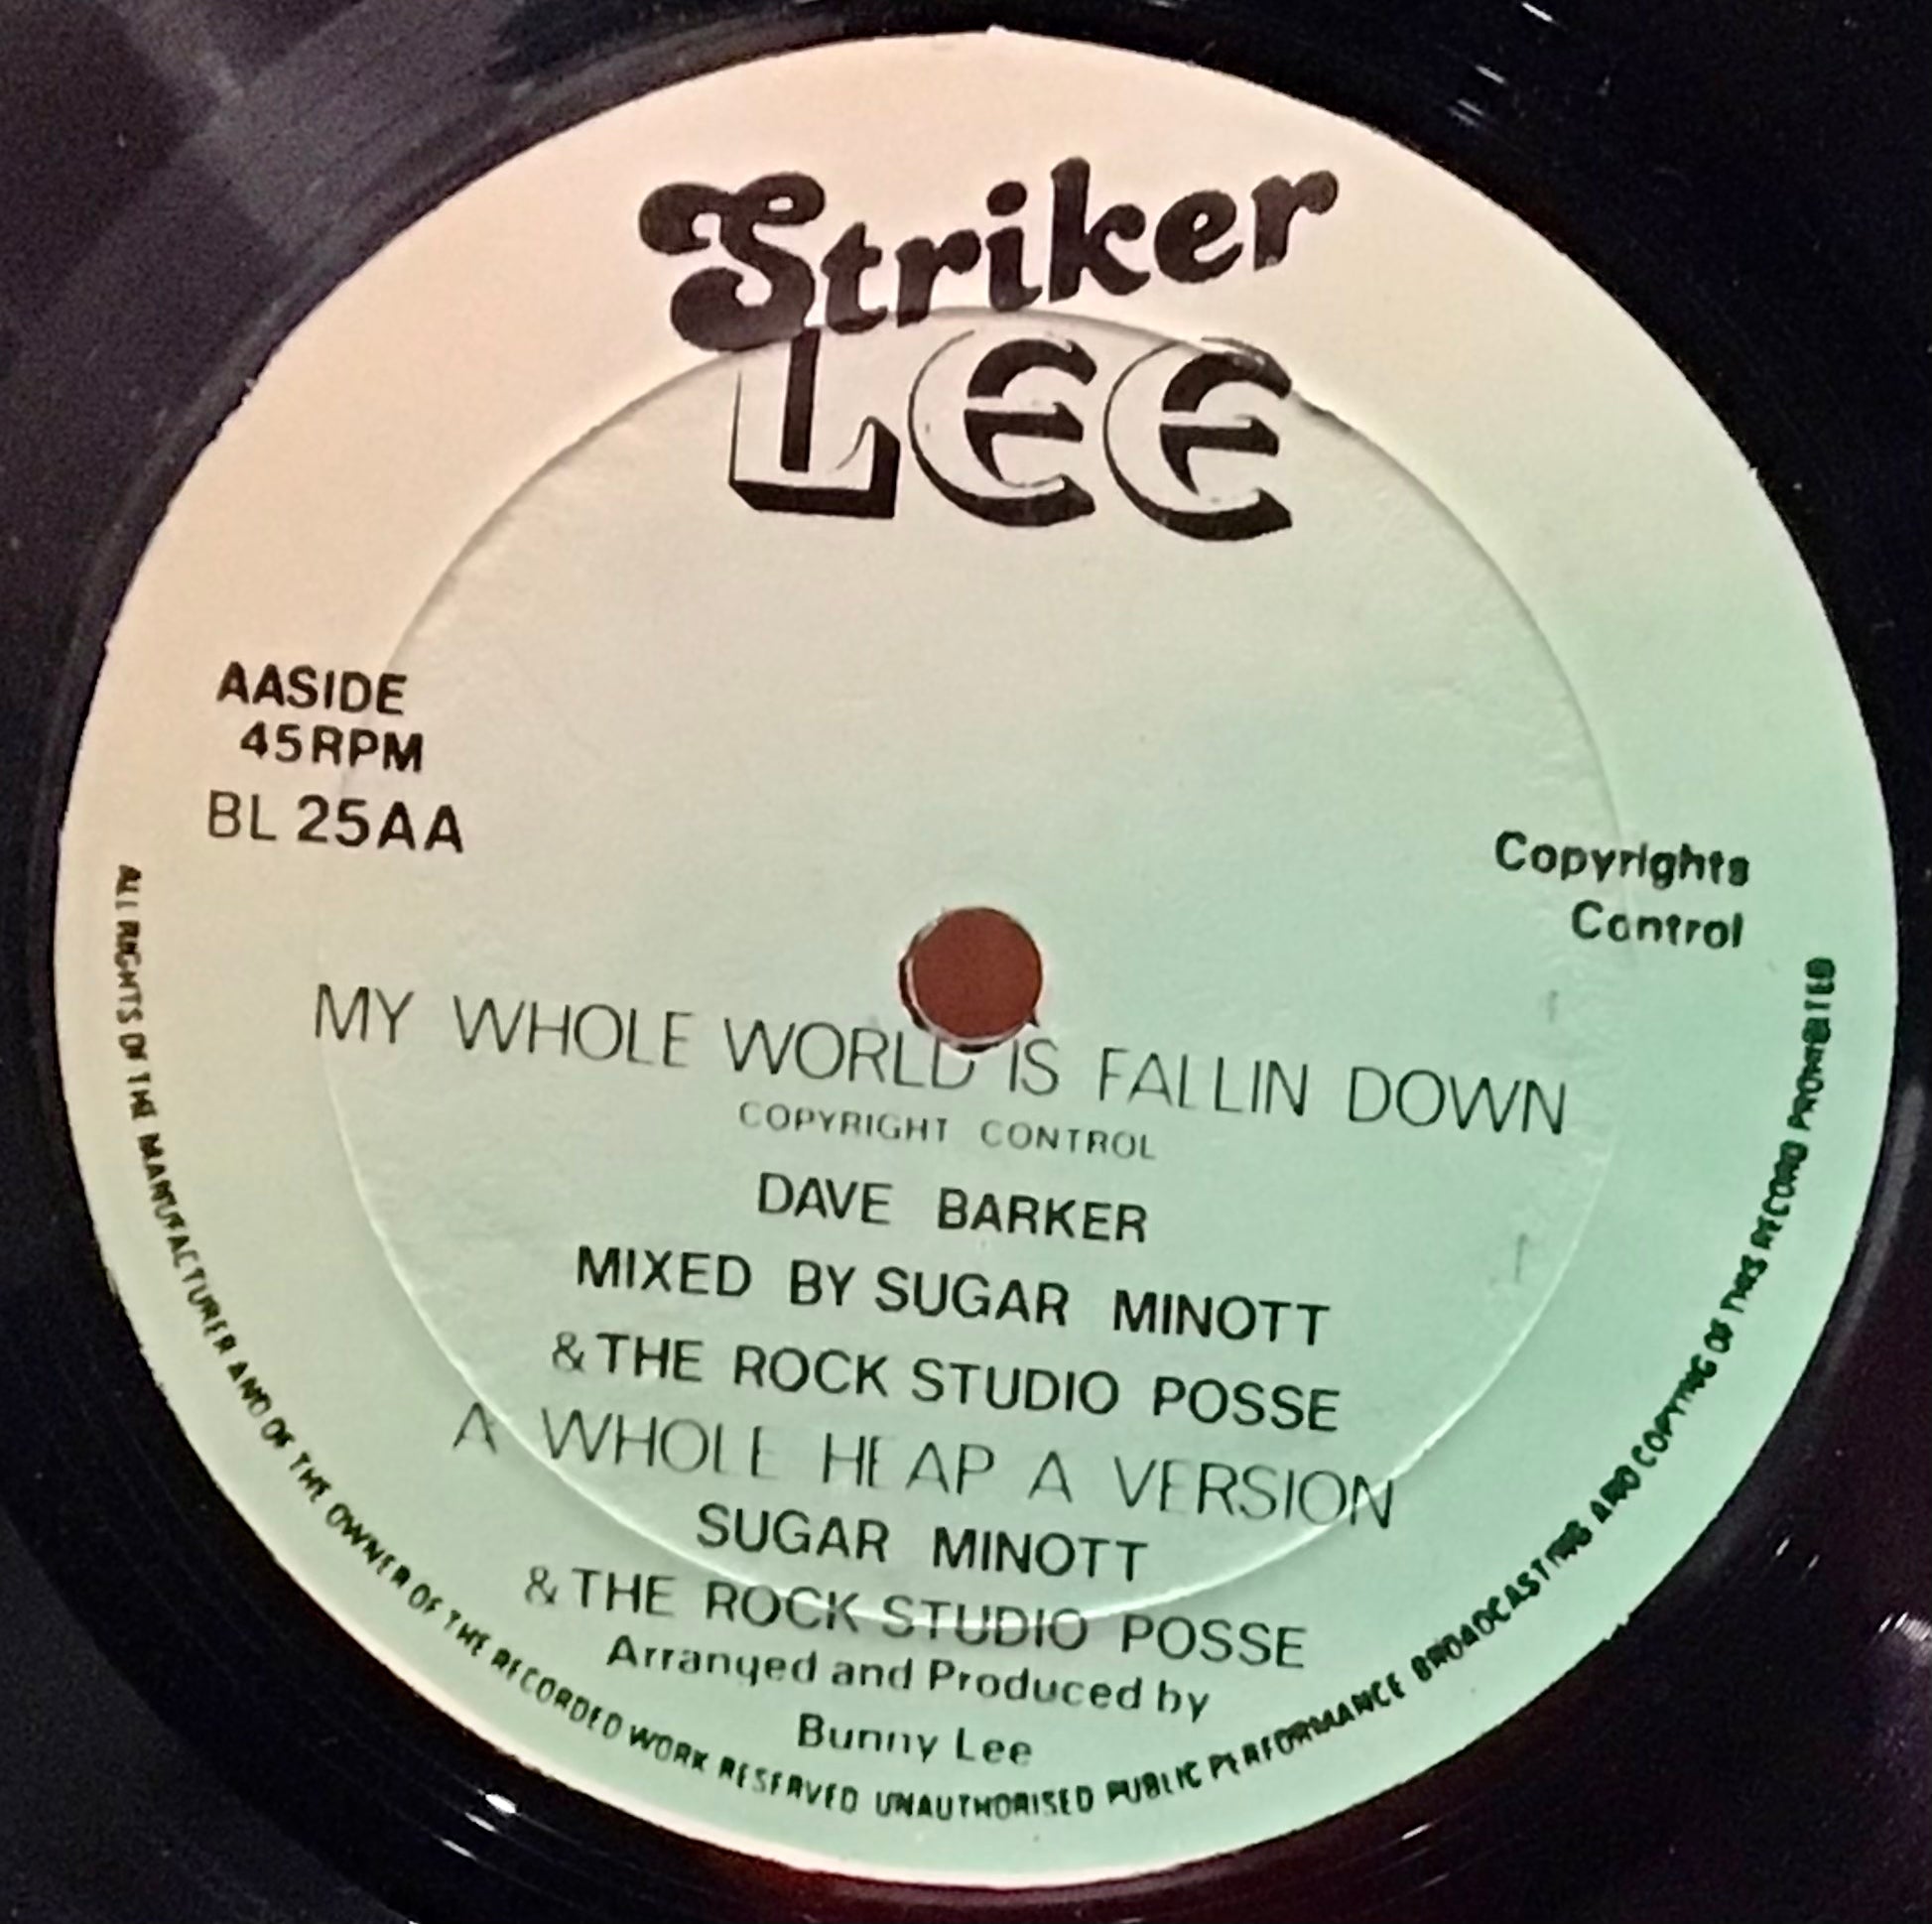 Striker
LEE
AASIDE
45RPM
BL 25AA
Copyrights
Control
MY WHOLE WORLD IS FALLIN DOWN
COPYRIGHT CONTROL
DAVE BARKER
MIXED BY SUGAR MINOTT
& THE ROCK STUDIO POSSE
A WHOLE HEAP A VERSION
SUGAR MINOTT
& THE ROCK STUDIO POSSE
Arranged and Produced by
Bunny Lee
ALL RIGHTS OF THE MANUFACTURER AND OF THE OWNER OF THE RECORDED WORK RESERVED UNAUTHORISED PUBLIC PERFORMANCE BROADCASTING AND COPYING OF THIS RECORD PROHIBITED